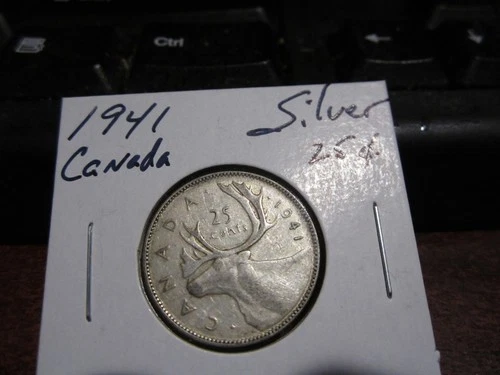 Ctrl
1941 Silver
Canada 25¢
CANADA
25
CENTS
1941